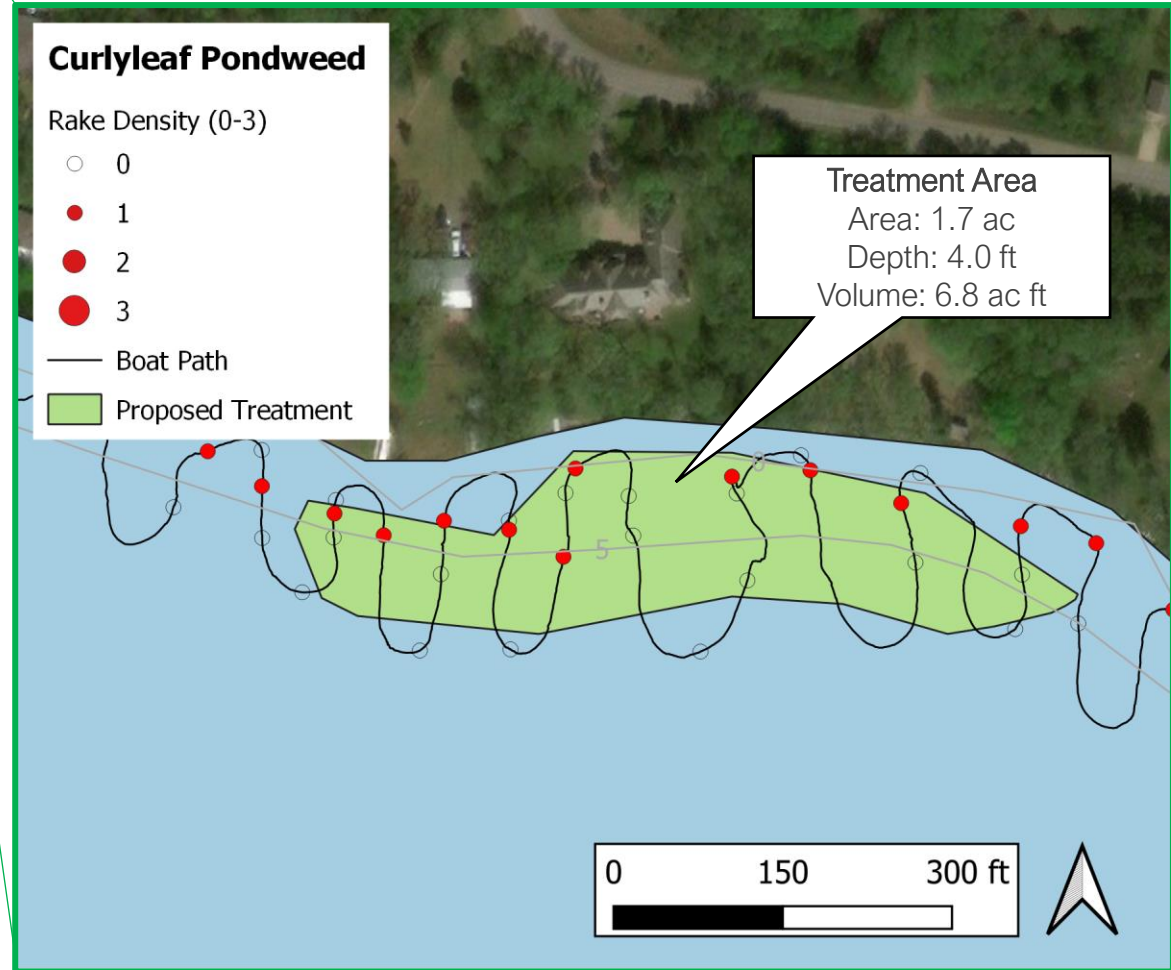 Curlyleaf Pondweed
Rake Density (0-3)
0
1
2
3
Boat Path
Proposed Treatment
Treatment Area
Area: 1.7 ac
Depth: 4.0 ft
Volume: 6.8 ac ft
0
5
0 150 300 ft